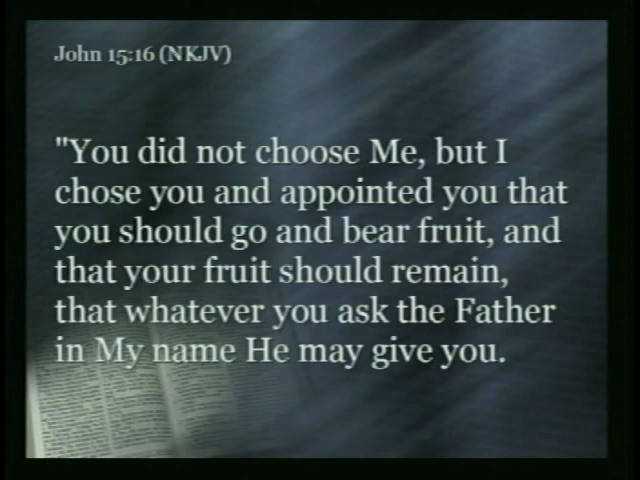 John 15:16 (NKJV)
"You did not choose Me, but I
chose you and appointed you that
you should go and bear fruit, and
that your fruit should remain,
that whatever you ask the Father
in My name He may give you.